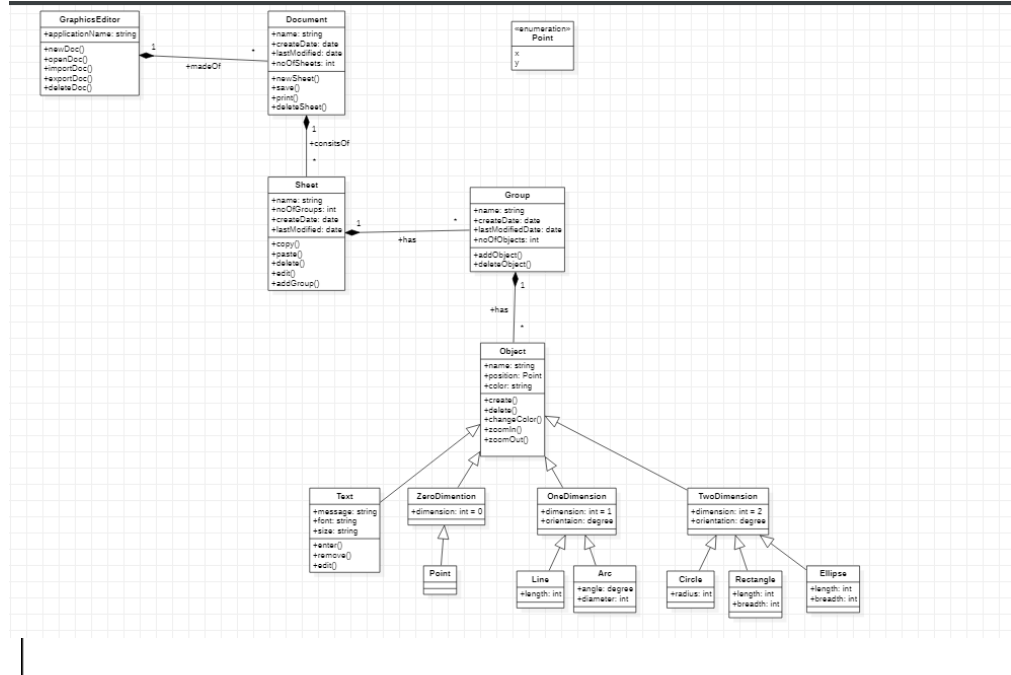 GraphicsEditor
+applicationName: string
+newDoc()
+openDoc()
+importDoc()
+exportDoc()
+deleteDoc()
1
*
+madeOf
Document
+name: string
+createDate: date
+lastModified: date
+noOfSheets: int
+newSheet()
+save()
+print()
+deleteSheet()
«enumeration»
Point
x
y
1
+consitsOf
*
Sheet
+name: string
+noOfGroups: int
+createDate: date
+lastModified: date
+copy()
+paste()
+delete()
+edit()
+addGroup()
1
*
+has
Group
+name: string
+createDate: date
+lastModifiedDate: date
+noOfObjects: int
+addObject()
+deleteObject()
1
+has
*
Object
+name: string
+position: Point
+color: string
+create()
+delete()
+changeColor()
+zoomIn()
+zoomOut()
Text
+message: string
+font: string
+size: string
+enter()
+remove()
+edit()
ZeroDimention
+dimension: int = 0
OneDimension
+dimension: int = 1
+orientaion: degree
TwoDimension
+dimension: int = 2
+orientation: degree
Point
Line
+length: int
Arc
+angle: degree
+diameter: int
Circle
+radius: int
Rectangle
+length: int
+breadth: int
Ellipse
+length: int
+breadth: int